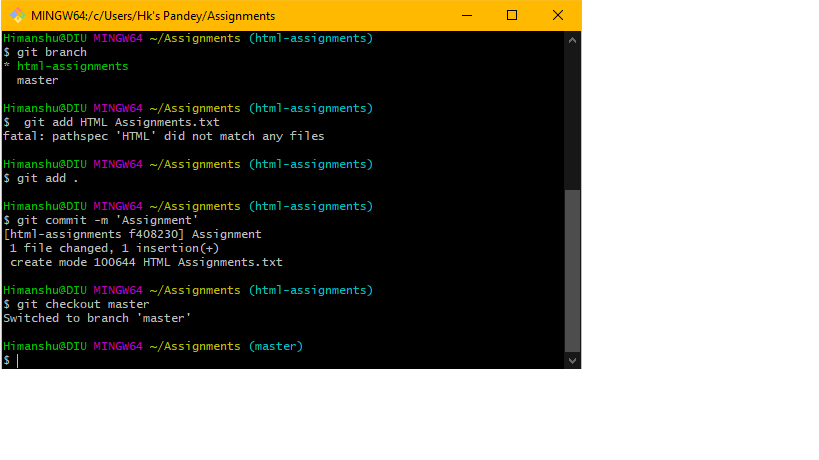 MINGW64:/c/Users/Hk's Pandey/Assignments
Himanshu@DIU MINGW64 ~/Assignments (html-assignments)
$ git branch
* html-assignments
  master
Himanshu@DIU MINGW64 ~/Assignments (html-assignments)
$  git add HTML Assignments.txt
fatal: pathspec 'HTML' did not match any files
Himanshu@DIU MINGW64 ~/Assignments (html-assignments)
$ git add .
Himanshu@DIU MINGW64 ~/Assignments (html-assignments)
$ git commit -m 'Assignment'
[html-assignments f408230] Assignment
 1 file changed, 1 insertion(+)
 create mode 100644 HTML Assignments.txt
Himanshu@DIU MINGW64 ~/Assignments (html-assignments)
$ git checkout master
Switched to branch 'master'
Himanshu@DIU MINGW64 ~/Assignments (master)
$